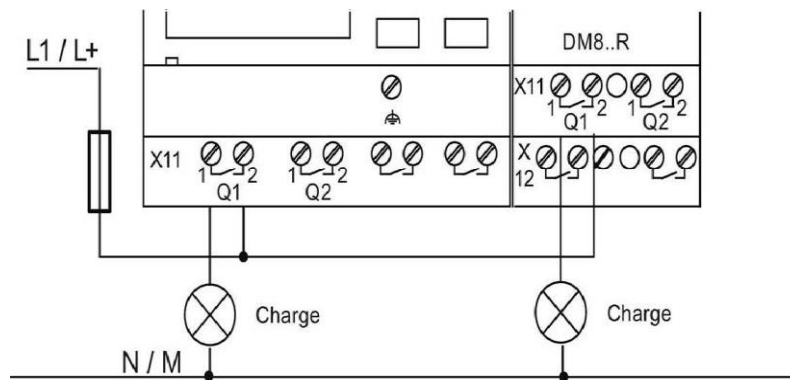 L1 / L+
DM8..R
X11
1 2 1 2
Q1 Q2
X11
1 2 1 2
Q1 Q2
X
12
Charge
Charge
N / M